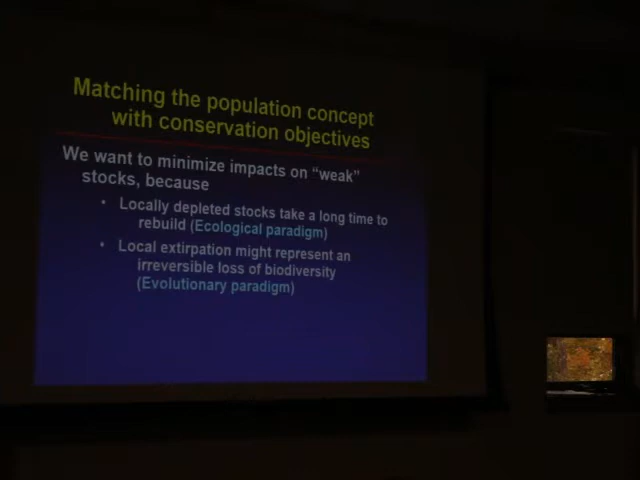 Matching the population concept
with conservation objectives
We want to minimize impacts on “weak”
stocks, because
• Locally depleted stocks take a long time to
rebuild (Ecological paradigm)
• Local extirpation might represent an
irreversible loss of biodiversity
(Evolutionary paradigm)